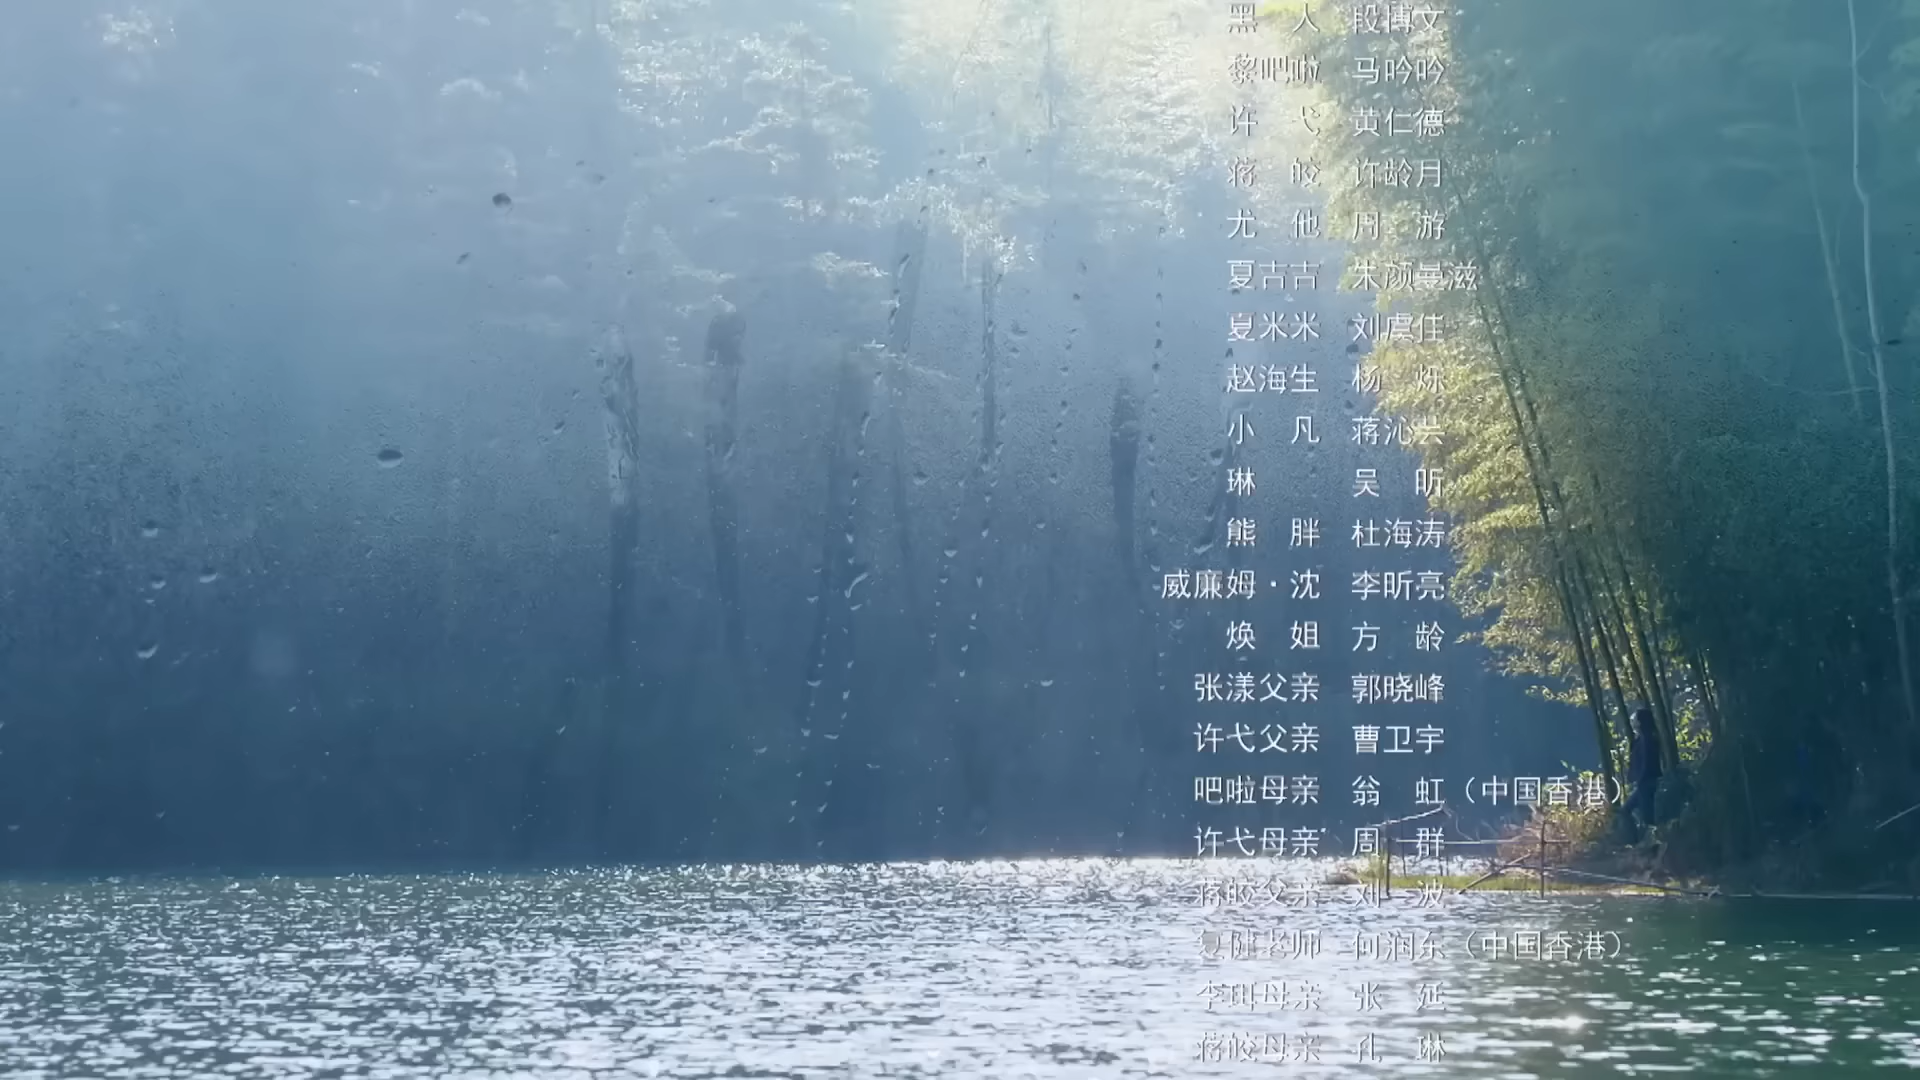 黑 人 段博文
黎吧啦 马吟吟
许 弋 黄仁德
蒋 皎 许龄月
尤 他 周 游
夏吉吉 朱颜曼滋
夏米米 刘虞佳
赵海生 杨 烁
小 凡 蒋沁芸
琳 吴 昕
熊 胖 杜海涛
威廉姆·沈 李昕亮
焕 姐 方 龄
张漾父亲 郭晓峰
许弋父亲 曹卫宇
吧啦母亲 翁 虹（中国香港）
许弋母亲 周 群
蒋皎父亲 刘 波
复健老师 何润东（中国香港）
李珥母亲 张 延
蒋皎母亲 孔 琳